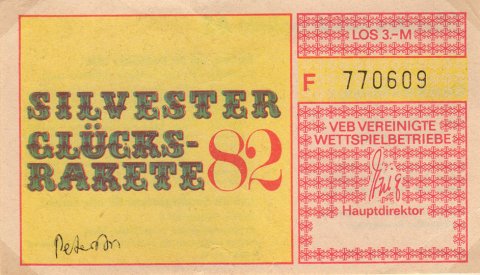 SILVESTER
GLÜCKS-
RAKETE 82
LOS 3.-M
F 770609
VEB VEREINIGTE
WETTSPIELBETRIEBE
Hauptdirektor